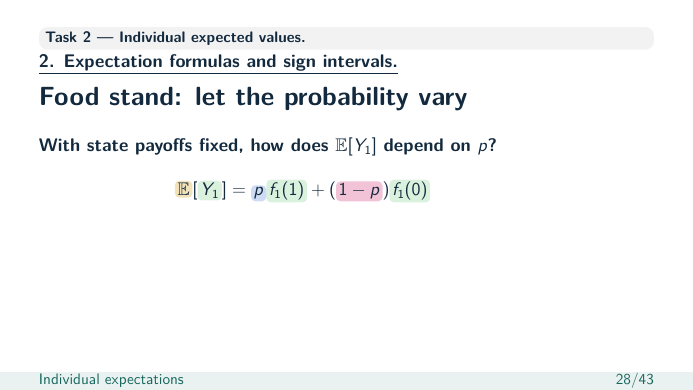 Task 2 — Individual expected values.
2. Expectation formulas and sign intervals.
Food stand: let the probability vary
With state payoffs fixed, how does 𝔼[Y₁] depend on p?
𝔼[Y₁] = p f₁(1) + (1 − p) f₁(0)
Individual expectations
28/43